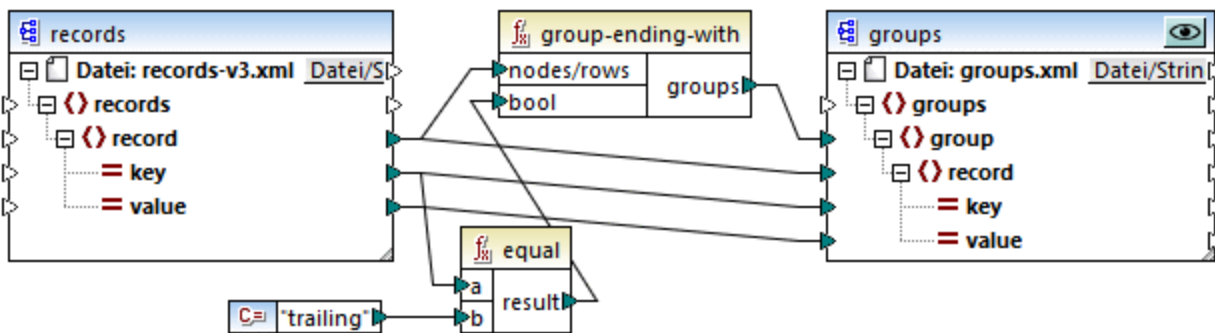 records
Datei: records-v3.xml Datei/S
records
record
key
value
group-ending-with
nodes/rows
bool
groups
equal
a
b
result
C= "trailing"
groups
Datei: groups.xml Datei/Strin
groups
group
record
key
value